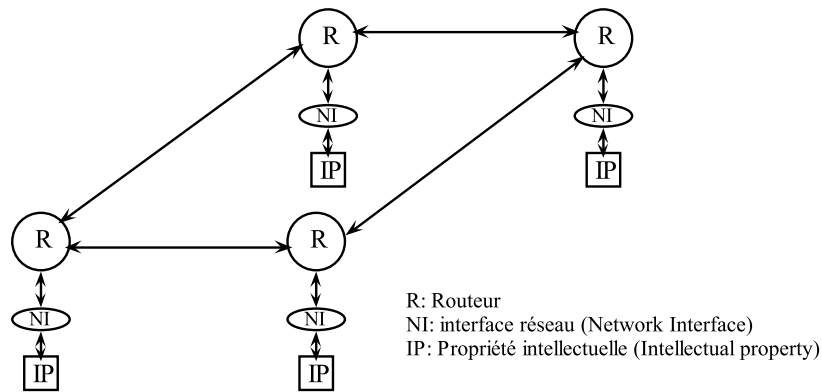 R
R
NI
NI
IP
IP
R
R
NI
NI
IP
IP
R: Routeur
NI: interface réseau (Network Interface)
IP: Propriété intellectuelle (Intellectual property)